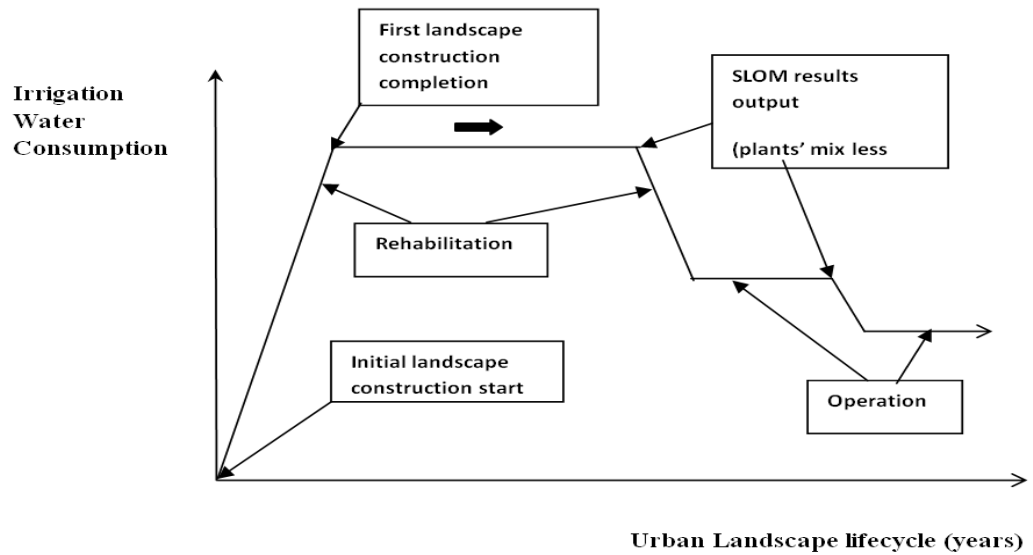 First landscape
construction
completion
Irrigation
Water
Consumption
SLOM results
output
(plants’ mix less
Rehabilitation
Initial landscape
construction start
Operation
Urban Landscape lifecycle (years)